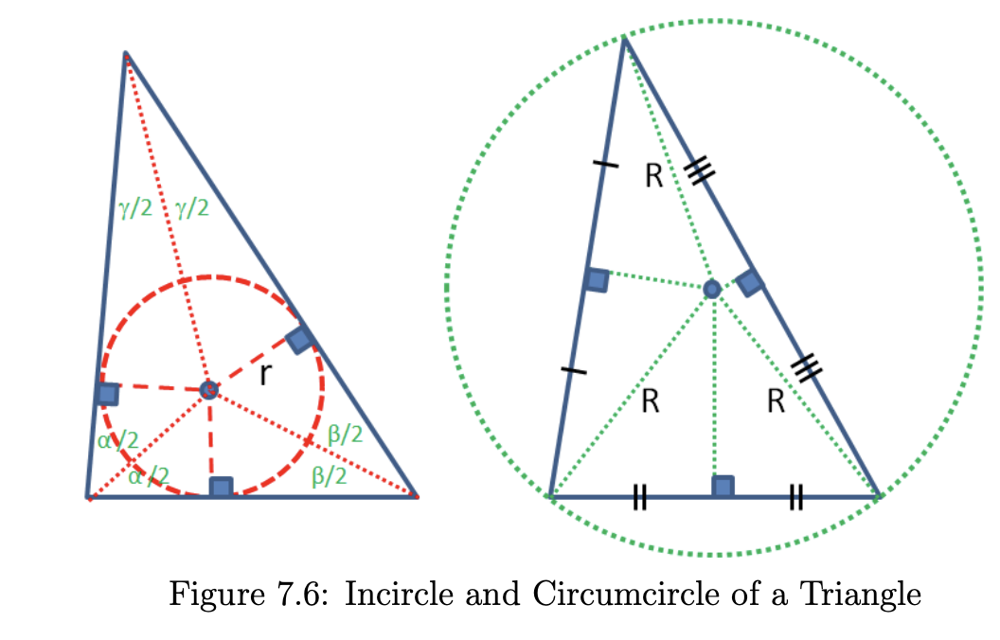 γ/2 γ/2
r
α/2
α/2
β/2
β/2
R
R
R
Figure 7.6: Incircle and Circumcircle of a Triangle